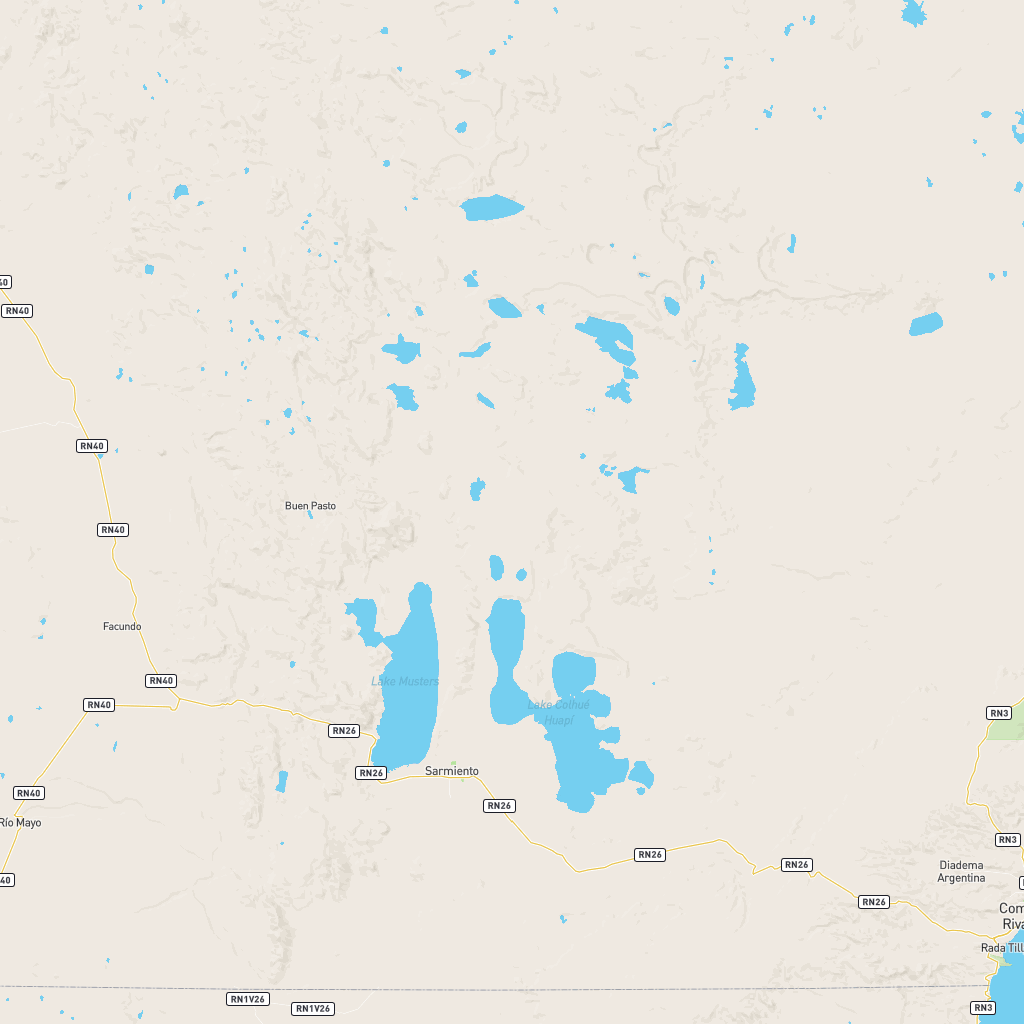 40
RN40
RN40
Buen Pasto
RN40
Facundo
RN40
Lake Musters
RN40
Lake Colhué
Huapí
RN3
RN26
RN26
Sarmiento
RN40
RN26
Río Mayo
RN3
RN26
RN26
Diadema
Argentina
40
RN26
Com
Riva
Rada Till
RN1V26
RN1V26
RN3